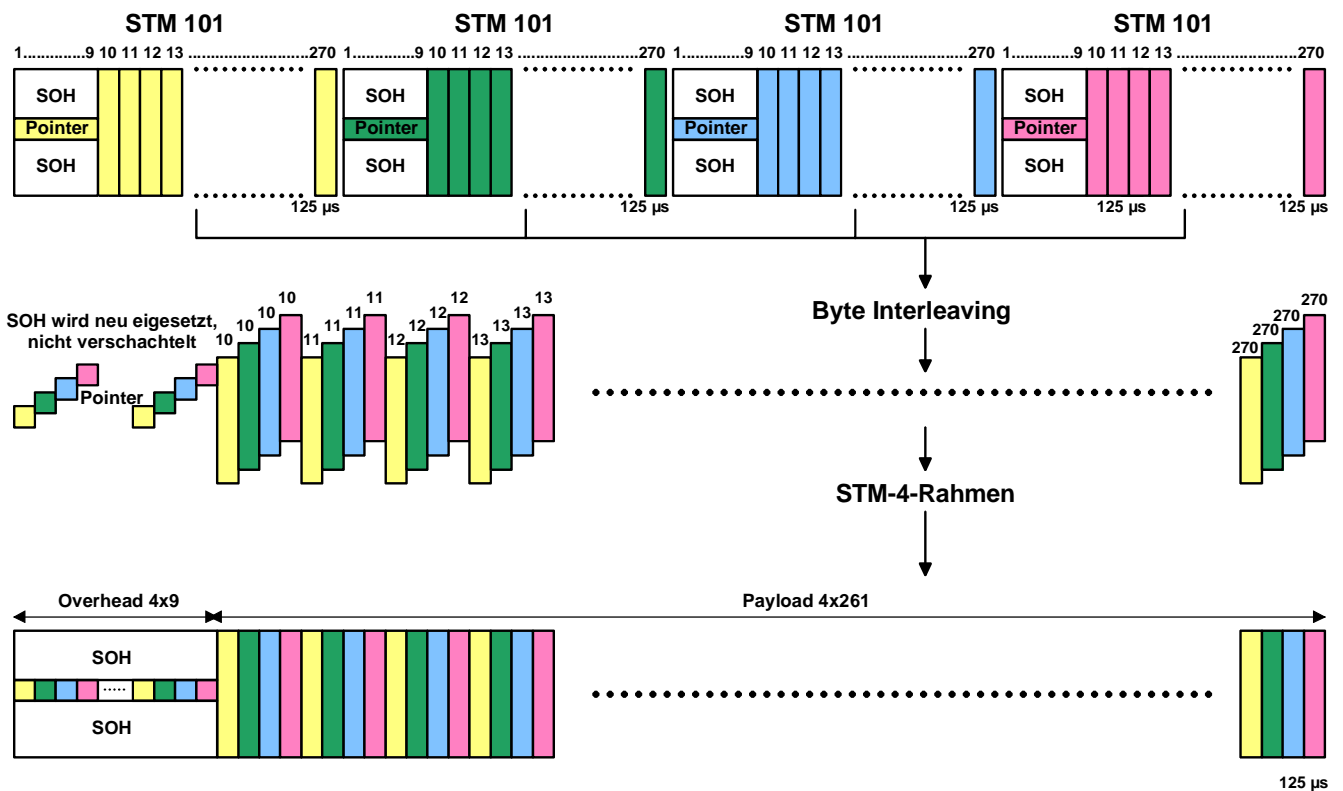 STM 101 STM 101 STM 101 STM 101
1..............9 10 11 12 13 ........................................270 1..............9 10 11 12 13 ........................................270 1..............9 10 11 12 13 ........................................270 1..............9 10 11 12 13 ........................................270
SOH SOH SOH SOH
Pointer Pointer Pointer Pointer
SOH SOH SOH SOH
125 µs 125 µs 125 µs 125 µs 125 µs
Byte Interleaving
SOH wird neu eigesetzt,
nicht verschachtelt
10 10 10 10 11 11 11 11 12 12 12 12 13 13 13 13
270 270 270 270
Pointer
STM-4-Rahmen
Overhead 4x9 Payload 4x261
SOH
.....
SOH
125 µs